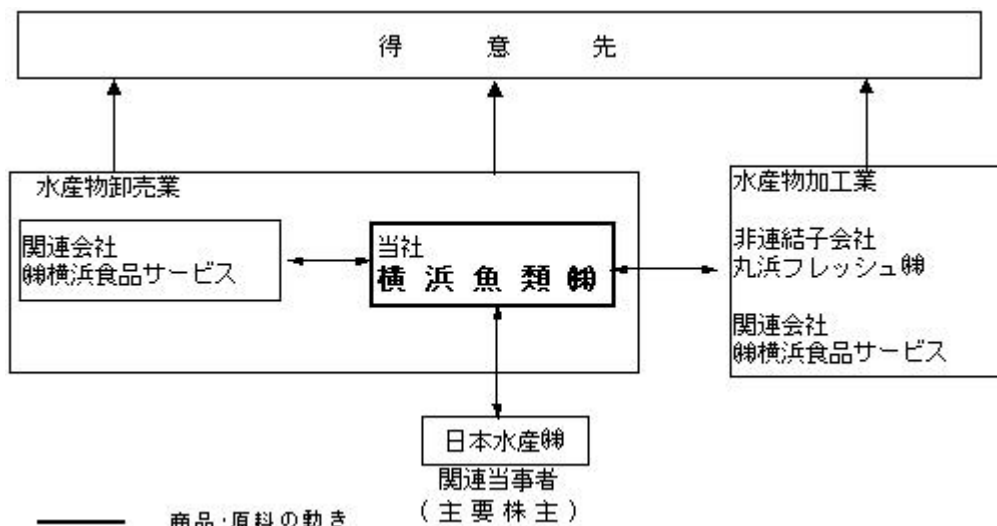 得意先
水産物卸売業
関連会社
㈱横浜食品サービス
当社
横浜魚類㈱
水産物加工業
非連結子会社
丸浜フレッシュ㈱
関連会社
㈱横浜食品サービス
日本水産㈱
関連当事者
(主要株主)
商品・原料の動き